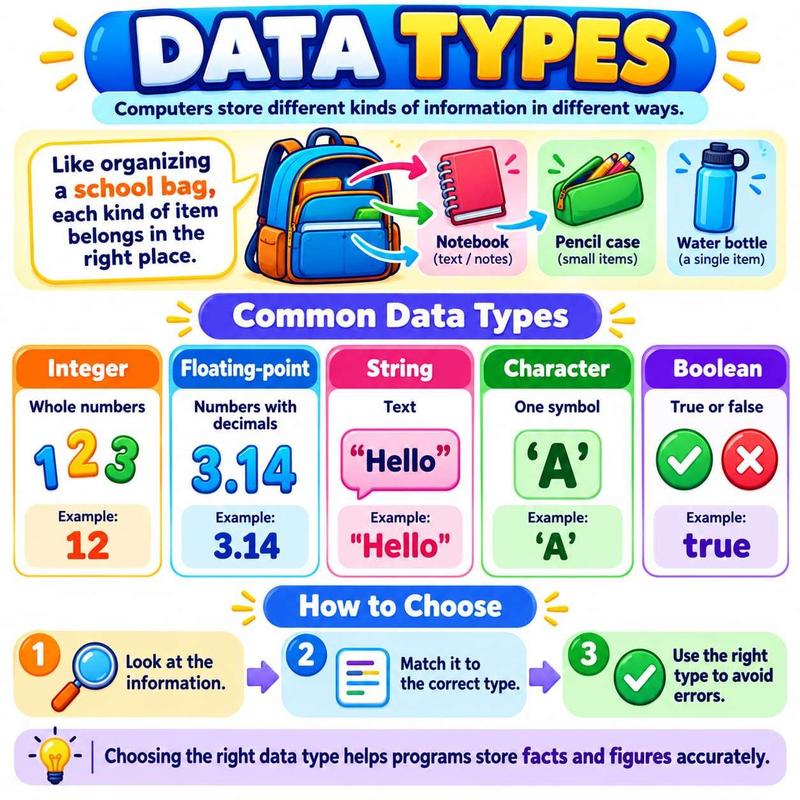 DATA TYPES
Computers store different kinds of information in different ways.
Like organizing
a school bag,
each kind of item
belongs in the
right place.
Notebook
(text / notes)
Pencil case
(small items)
Water bottle
(a single item)
Common Data Types
Integer
Whole numbers
123
Example:
12
Floating-point
Numbers with
decimals
3.14
Example:
3.14
String
Text
“Hello”
Example:
"Hello"
Character
One symbol
‘A’
Example:
‘A’
Boolean
True or false
Example:
true
How to Choose
1
Look at the
information.
2
Match it to
the correct type.
3
Use the right
type to avoid
errors.
Choosing the right data type helps programs store facts and figures accurately.